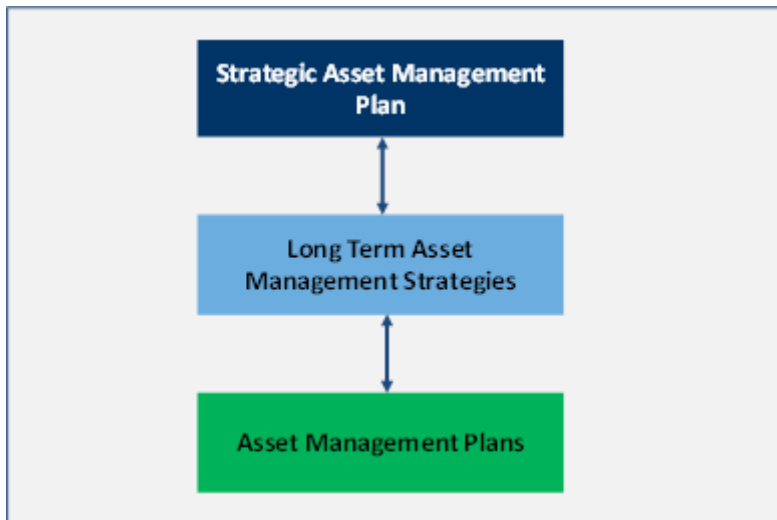 Strategic Asset Management
Plan
Long Term Asset
Management Strategies
Asset Management Plans